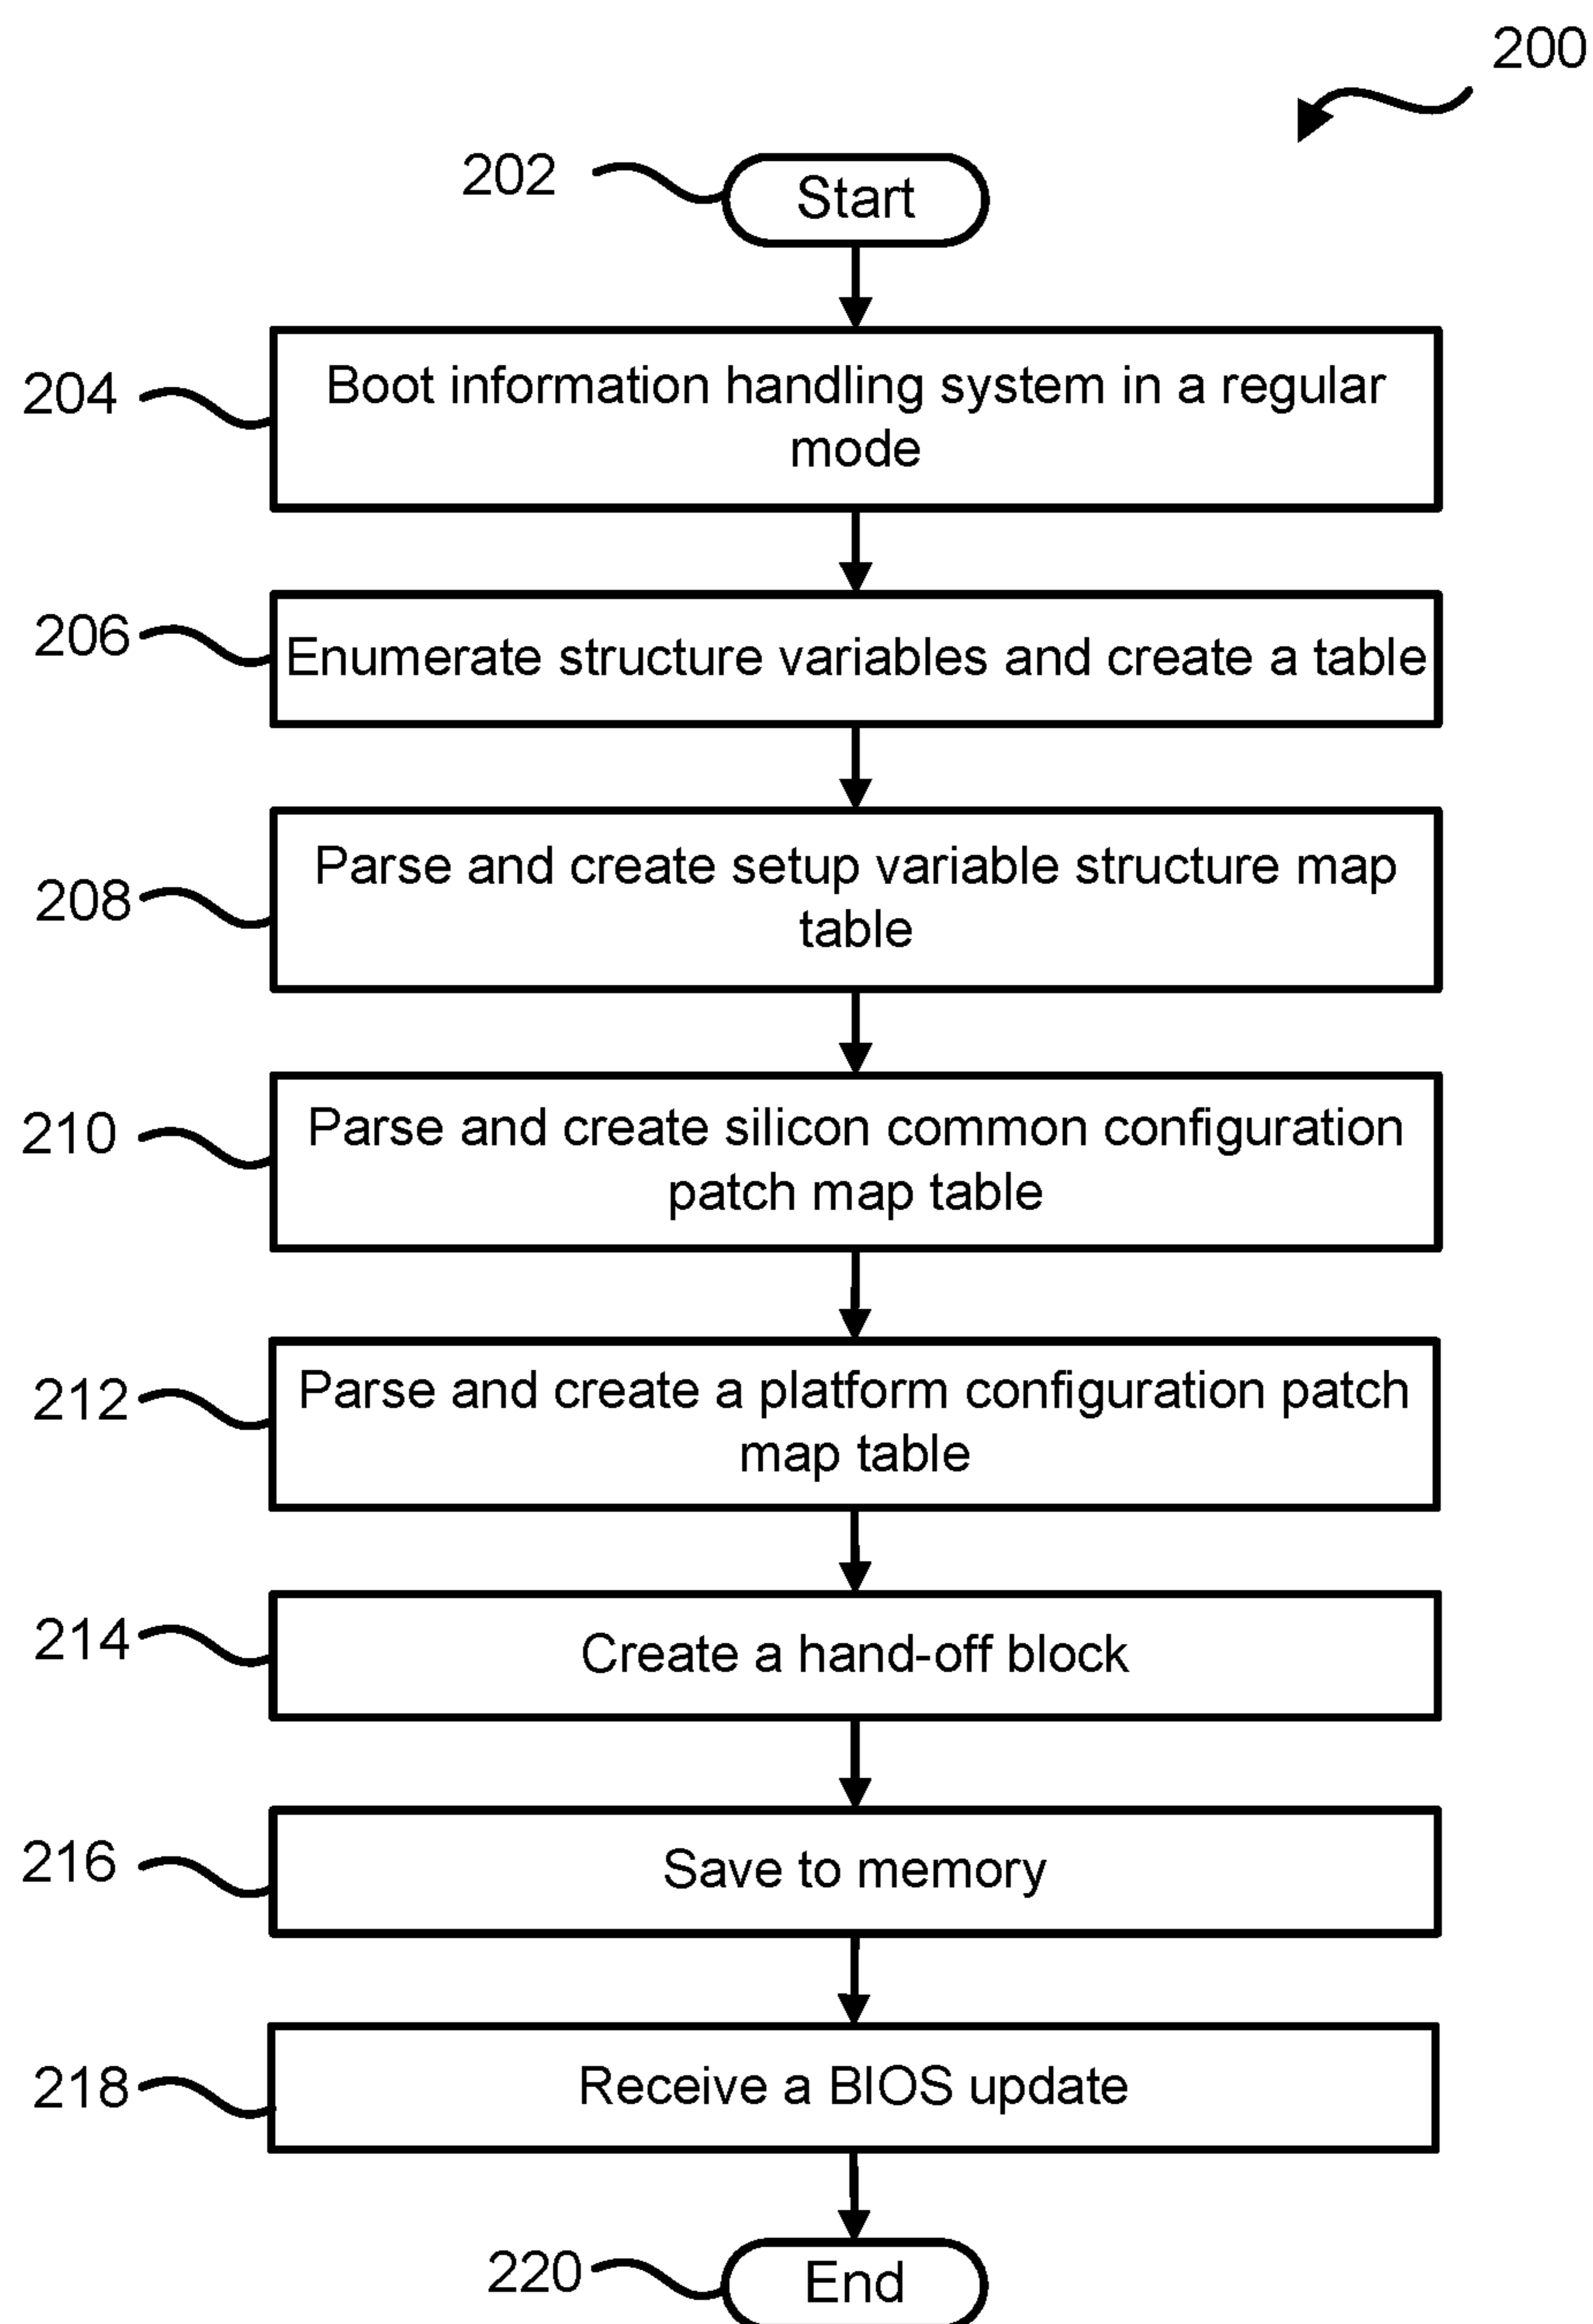 200
202
Start
204
Boot information handling system in a regular
mode
206
Enumerate structure variables and create a table
208
Parse and create setup variable structure map
table
210
Parse and create silicon common configuration
patch map table
212
Parse and create a platform configuration patch
map table
214
Create a hand-off block
216
Save to memory
218
Receive a BIOS update
220
End